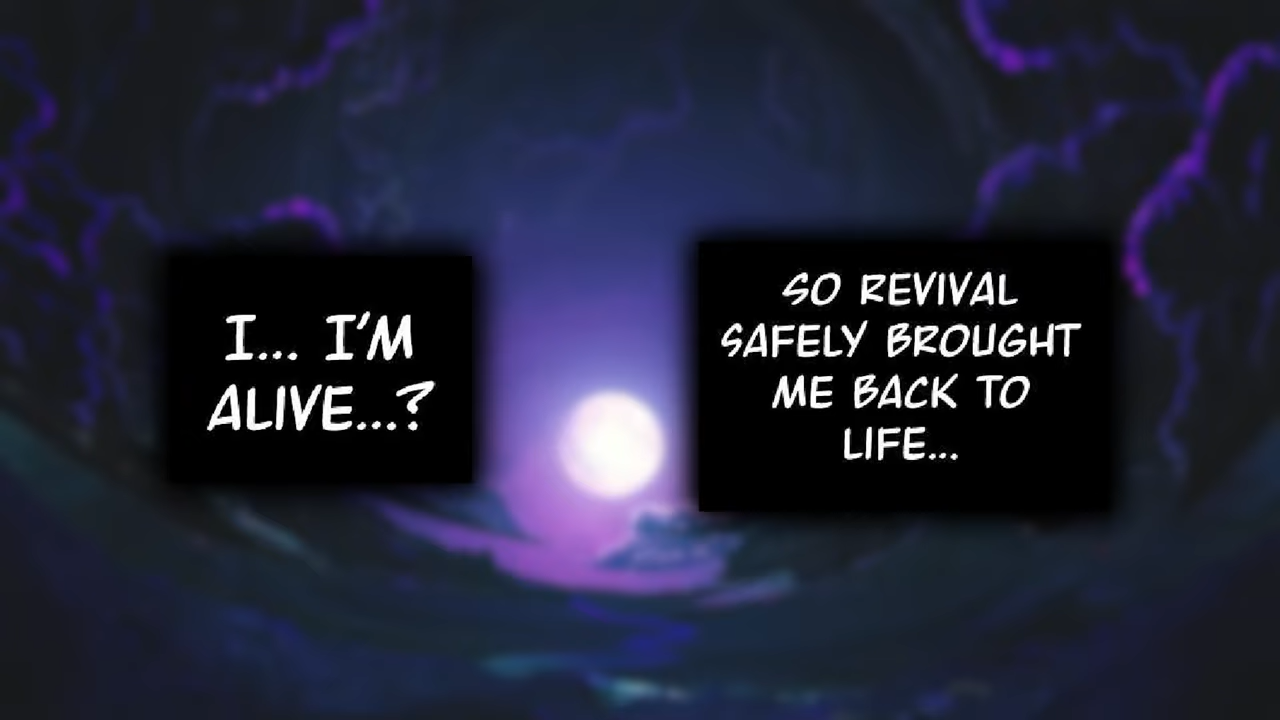 I... I'M
ALIVE...?
SO REVIVAL
SAFELY BROUGHT
ME BACK TO
LIFE...